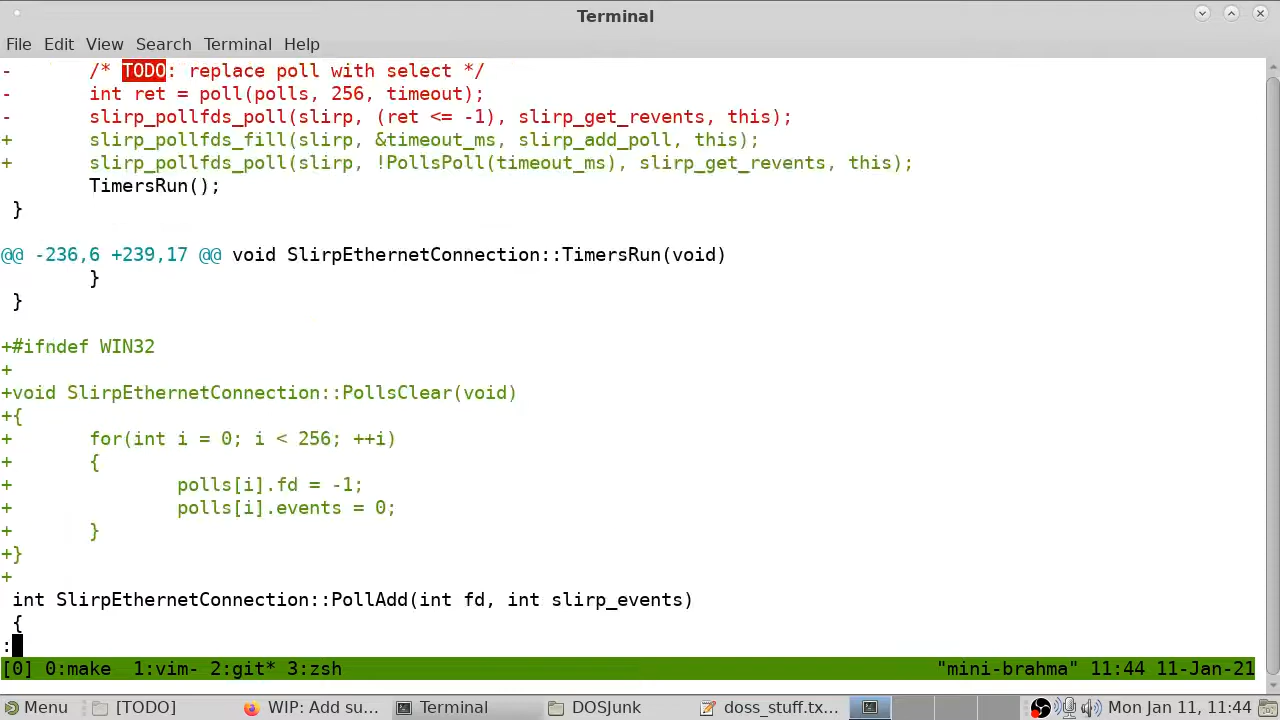 Terminal
File Edit View Search Terminal Help
-       /* TODO: replace poll with select */
-       int ret = poll(polls, 256, timeout);
-       slirp_pollfds_poll(slirp, (ret <= -1), slirp_get_revents, this);
+       slirp_pollfds_fill(slirp, &timeout_ms, slirp_add_poll, this);
+       slirp_pollfds_poll(slirp, !PollsPoll(timeout_ms), slirp_get_revents, this);
        TimersRun();
 }
@@ -236,6 +239,17 @@ void SlirpEthernetConnection::TimersRun(void)
        }
 }
+#ifndef WIN32
+
+void SlirpEthernetConnection::PollsClear(void)
+{
+       for(int i = 0; i < 256; ++i)
+       {
+               polls[i].fd = -1;
+               polls[i].events = 0;
+       }
+}
+
 int SlirpEthernetConnection::PollAdd(int fd, int slirp_events)
 {
:
[0] 0:make  1:vim- 2:git* 3:zsh "mini-brahma" 11:44 11-Jan-21
Menu [TODO] WIP: Add su... Terminal DOSJunk doss_stuff.tx... Mon Jan 11, 11:44